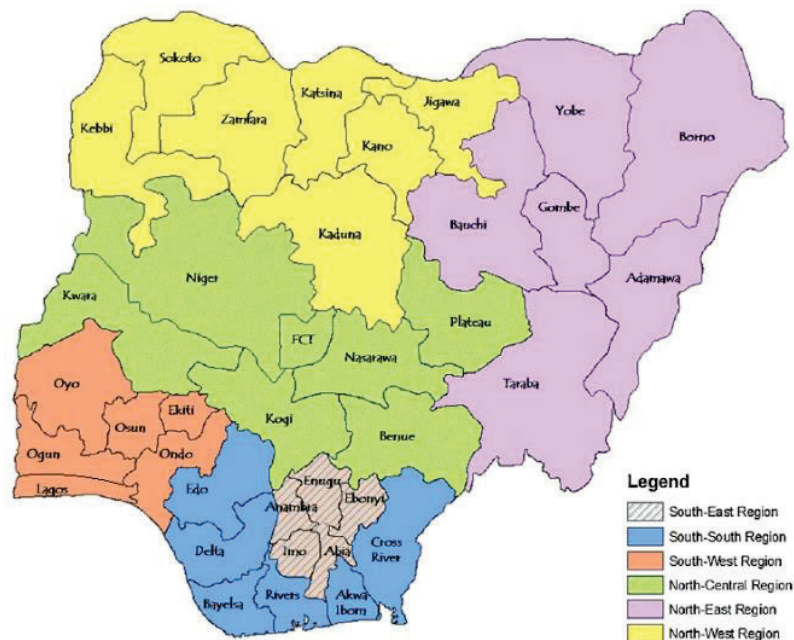 Sokoto
Katsina
Jigawa
Yobe
Borno
Kebbi
Zamfara
Kano
Gombe
Bauchi
Kaduna
Adamawa
Niger
Kwara
Plateau
FCT
Nasarawa
Oyo
Taraba
Ekiti
Kogi
Osun
Benue
Ogun
Ondo
Lagos
Edo
Enugu
Ebonyi
Anambra
Delta
Imo
Abia
Cross
River
Bayelsa
Rivers
Akwa
Ibom
Legend
South-East Region
South-South Region
South-West Region
North-Central Region
North-East Region
North-West Region